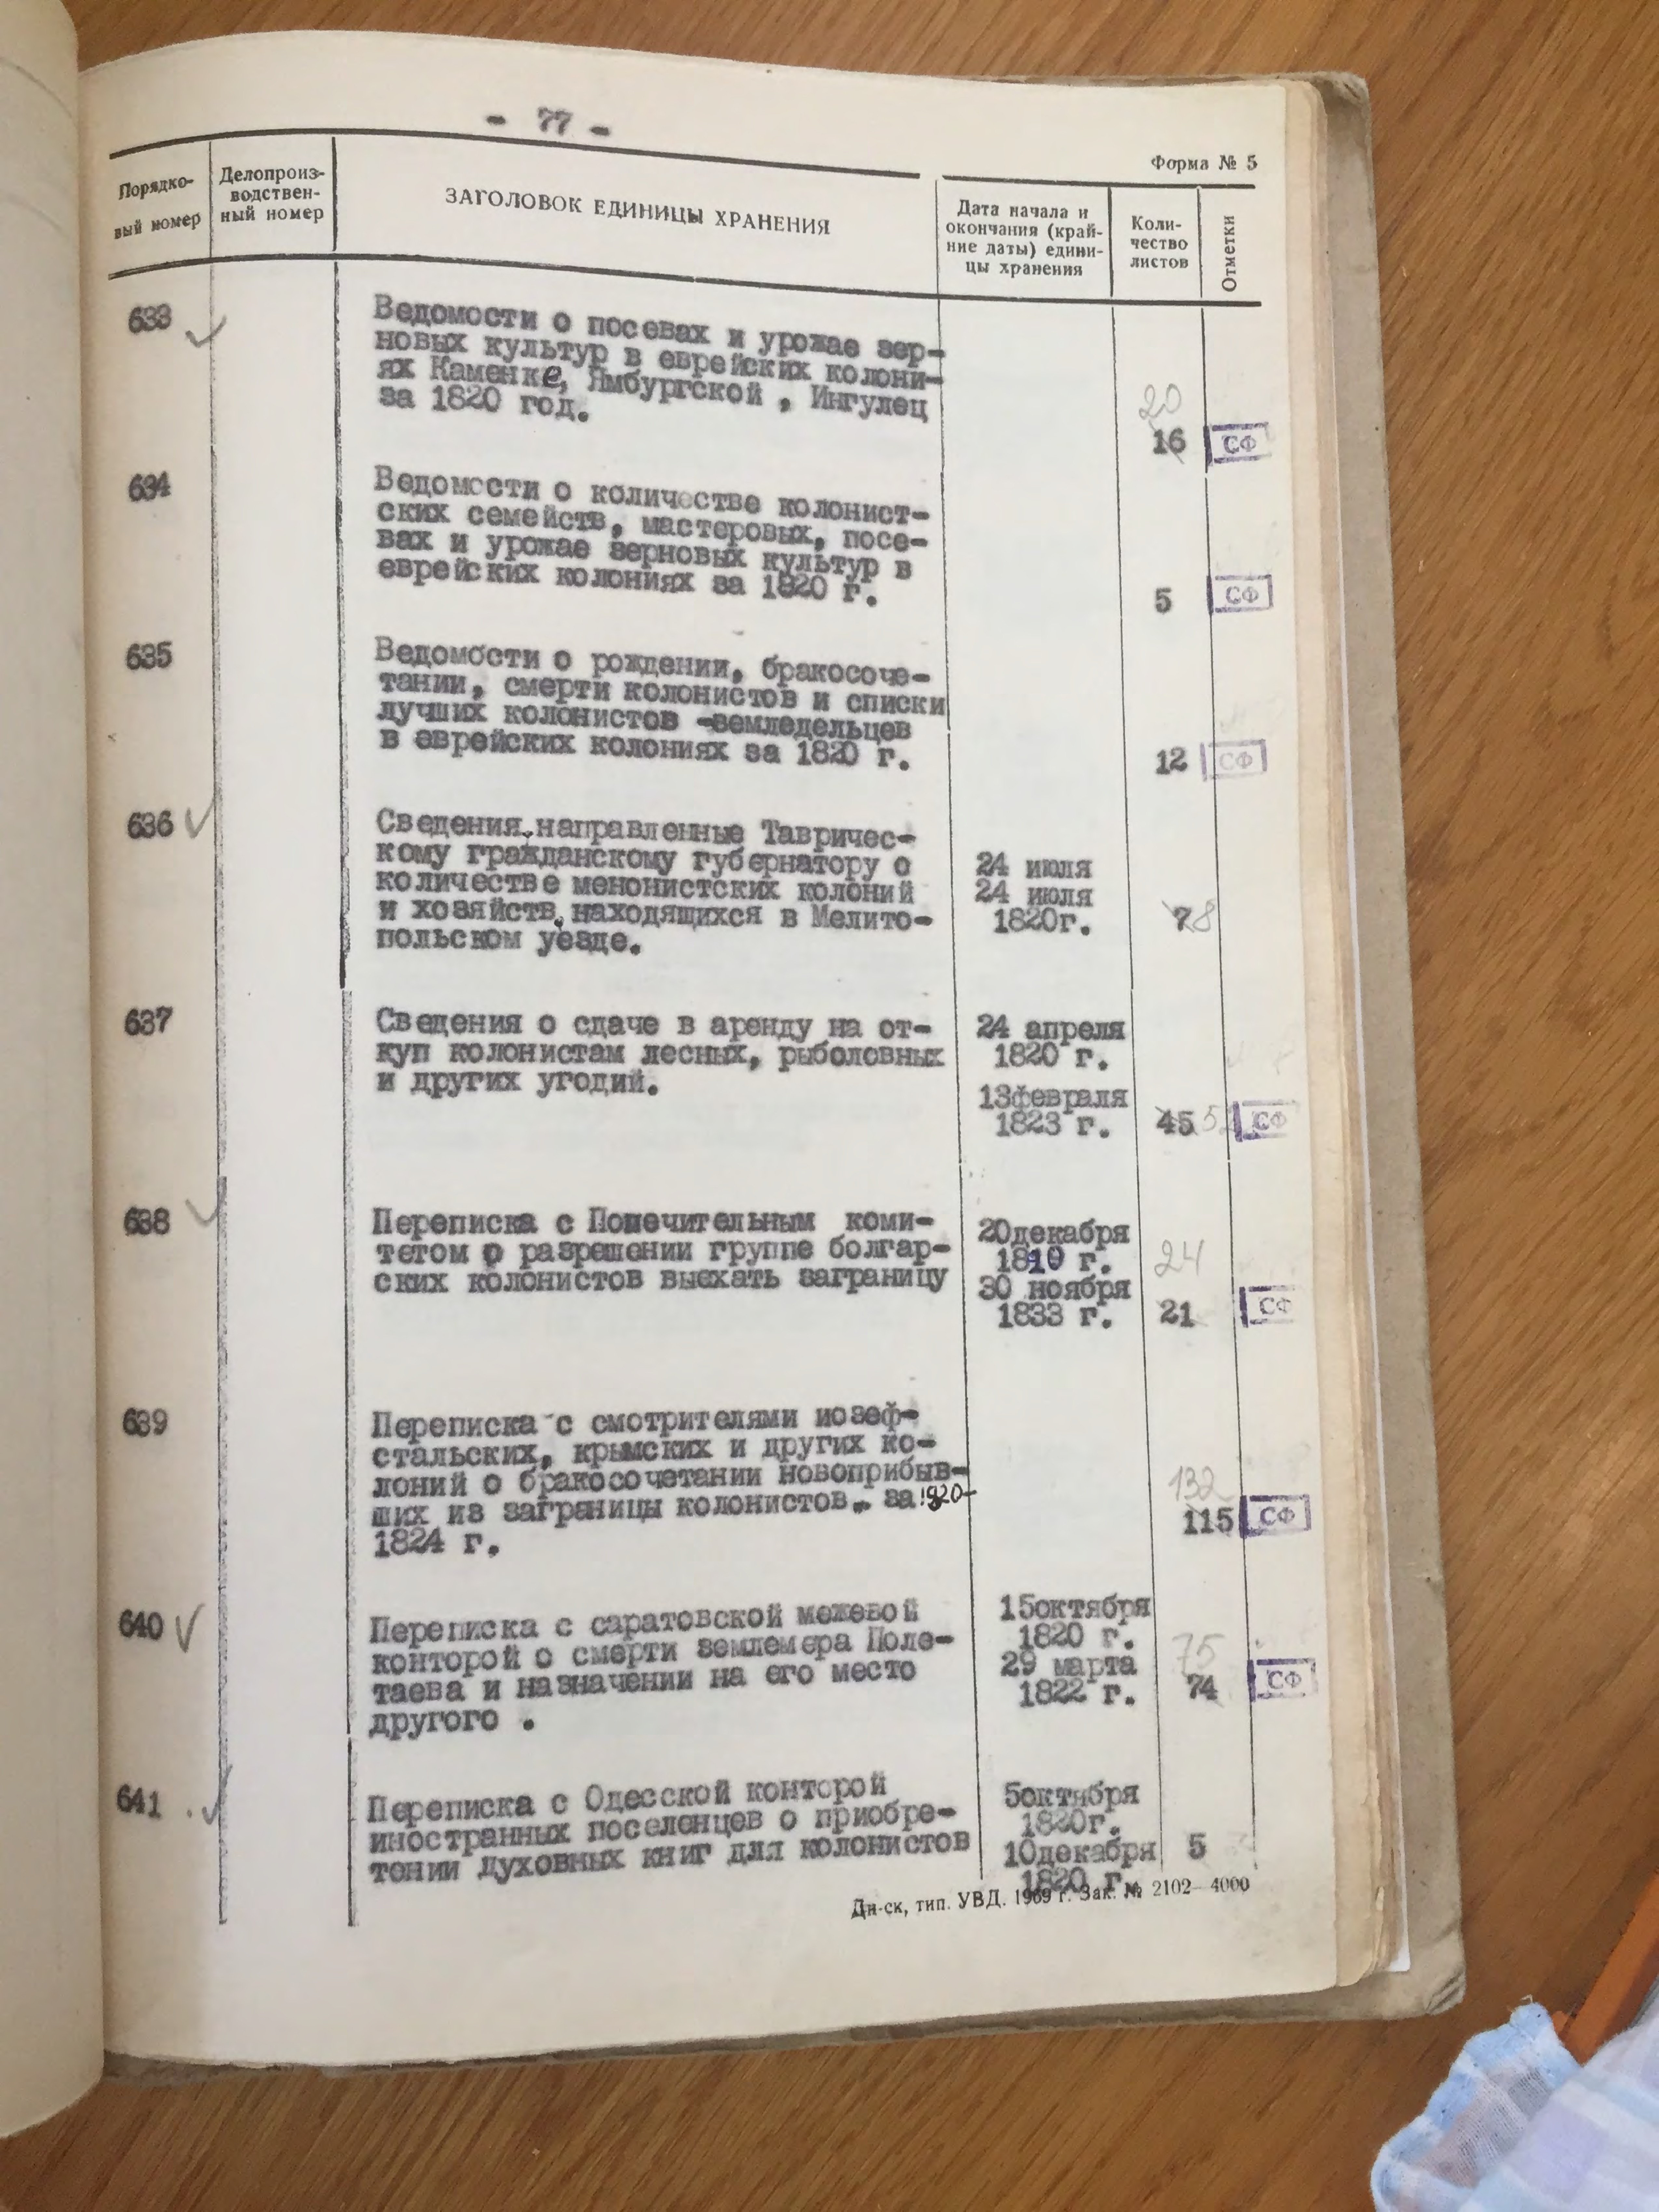 - 77 -
Форма № 5
Порядко-
вый номер
Делопроиз-
водствен-
ный номер
ЗАГОЛОВОК ЕДИНИЦЫ ХРАНЕНИЯ
Дата начала и
окончания (край-
ние даты) едини-
цы хранения
Коли-
чество
листов
Отметки
633
Ведомости о посевах и урожае зер-
новых культур в еврейских колони-
ях Каменке, Ямбургской , Ингулец
за 1820 год.
20
16
СФ
634
Ведомости о количестве колонист-
ских семейств, мастеровых, посе-
вах и урожае зерновых культур в
еврейских колониях за 1820 г.
5
СФ
635
Ведомости о рождении, бракосоче-
тании, смерти колонистов и списки
лучших колонистов -земледельцев
в еврейских колониях за 1820 г.
12
СФ
636
Сведения,направленные Тавричес-
кому гражданскому губернатору о
количестве менонистских колоний
и хозяйств,находящихся в Мелито-
польском уезде.
24 июля
24 июля
1820г.
7 8
637
Сведения о сдаче в аренду на от-
куп колонистам лесных, рыболовных
и других угодий.
24 апреля
1820 г.
13февраля
1823 г.
45
СФ
638
Переписка с Попечительным коми-
тетом о разрешении группе болгар-
ских колонистов выехать заграницу
20декабря
1810 г.
30 ноября
1833 г.
24
21
СФ
639
Переписка с смотрителями иозеф-
стальских, крымских и других ко-
лоний о бракосочетании новоприбыв-
ших из заграницы колонистов. за 1820-
1824 г.
132
115
СФ
640
Переписка с саратовской межевой
конторой о смерти землемера Поле-
таева и назначении на его место
другого .
15октября
1820 г.
29 марта
1822 г.
75
74
СФ
641
Переписка с Одесской конторой
иностранных поселенцев о приобре-
тении духовных книг для колонистов
5октября
1820г.
10декабря
1820 г.
5
Дн-ск, тип. УВД. 1969 г. Зак. № 2102—4000